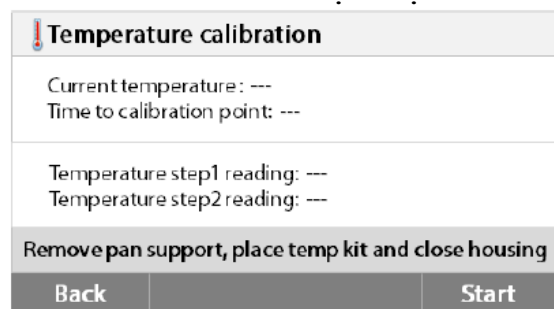 Temperature calibration
Current temperature: ---
Time to calibration point: ---
Temperature step1 reading: ---
Temperature step2 reading: ---
Remove pan support, place temp kit and close housing
Back Start